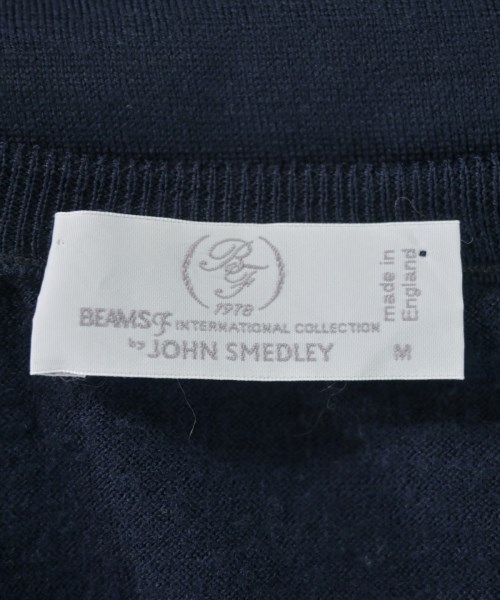 BF
1978
BEAMS F INTERNATIONAL COLLECTION
by JOHN SMEDLEY
made in
England
M